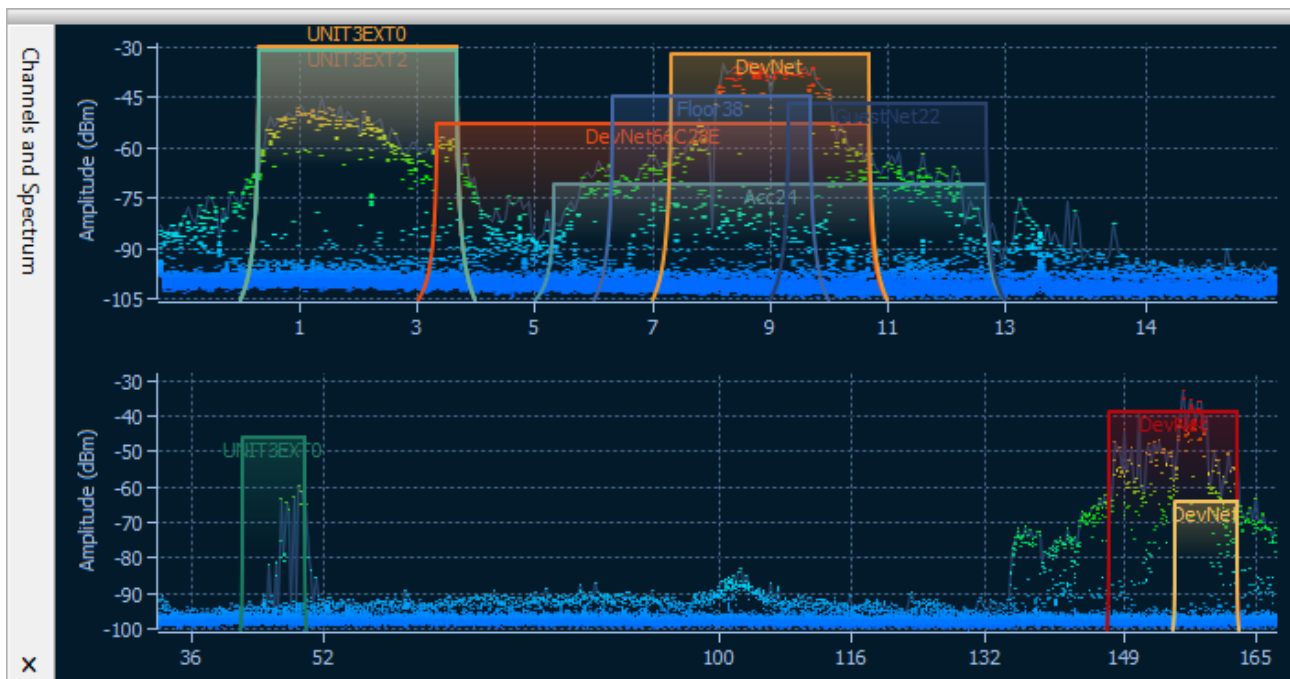 Channels and Spectrum
X
Amplitude (dBm)
-30
-45
-60
-75
-90
-105
UNIT3EXT0
UNIT3EXT2
DevNet
Floor38
GuestNet22
DevNet66C28E
Acc24
1
3
5
7
9
11
13
14
Amplitude (dBm)
-30
-40
-50
-60
-70
-80
-90
-100
UNIT3EXT0
DevNet
DevNet
36
52
100
116
132
149
165